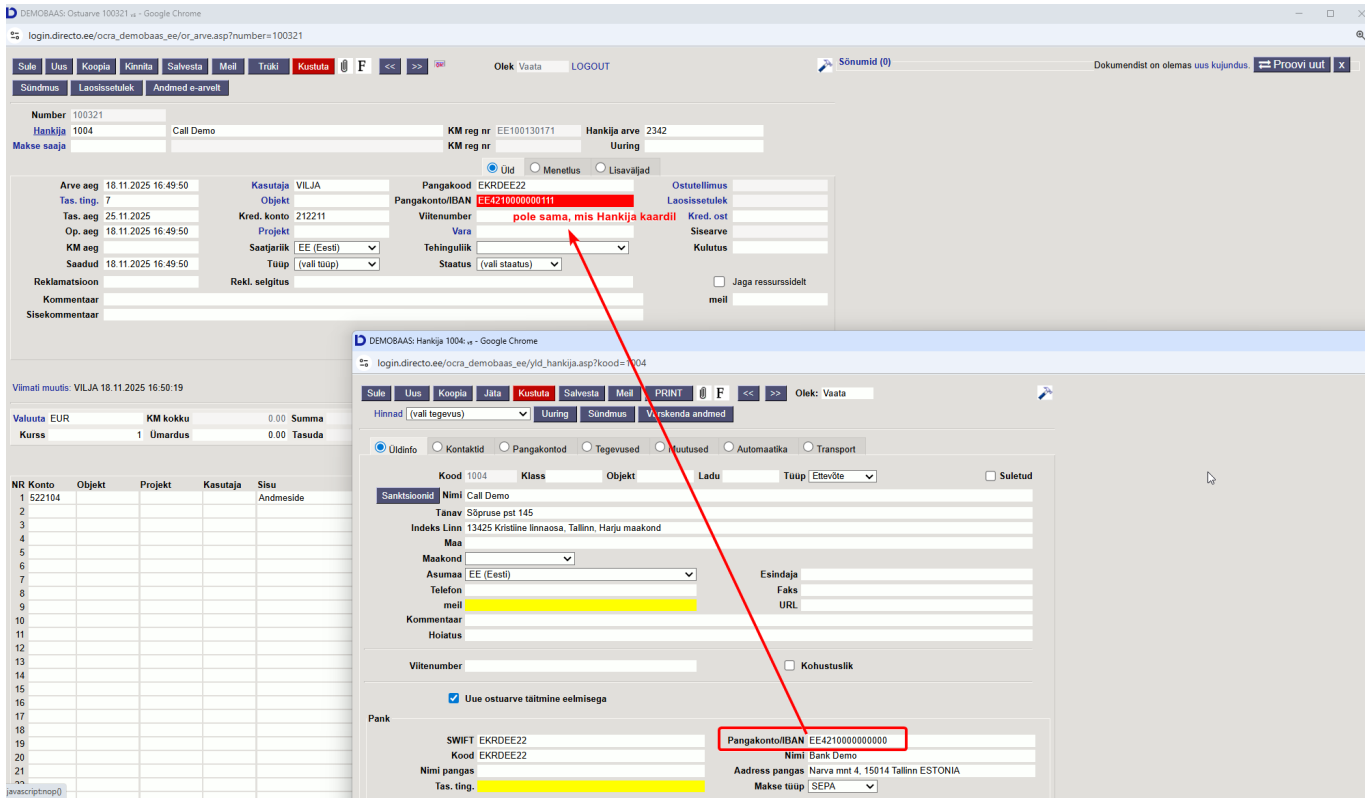 DEMOBAAS: Ostuarve 100321 v4 - Google Chrome
login.directo.ee/ocra_demobaas_ee/or_arve.asp?number=100321
Sule Uus Koopia Kinnita Salvesta Meil Trüki Kustuta F << >> Olek Vaata LOGOUT Sõnumid (0) Dokumendist on olemas uus kujundus. Proovi uut x
Sündmus Laosissetulek Andmed e-arvelt
Number 100321
Hankija 1004 Call Demo KM reg nr EE100130171 Hankija arve 2342
Makse saaja KM reg nr Uuring
Üld Menetlus Lisaväljad
Arve aeg 18.11.2025 16:49:50 Kasutaja VILJA Pangakood EKRDEE22 Ostutellimus
Tas. ting. 7 Objekt Pangakonto/IBAN EE4210000000111 Laosissetulek
Tas. aeg 25.11.2025 Kred. konto 212211 Viitenumber pole sama, mis Hankija kaardil Kred. ost
Op. aeg 18.11.2025 16:49:50 Projekt Vara Sisearve
KM aeg Saatjariik EE (Eesti) Tehinguliik Kulutus
Saadud 18.11.2025 16:49:50 Tüüp (vali tüüp) Staatus (vali staatus)
Reklamatsioon Rekl. selgitus Jaga ressurssidelt
Kommentaar meil
Sisekommentaar
Viimati muutis: VILJA 18.11.2025 16:50:19
Valuuta EUR KM kokku 0.00 Summa
Kurss 1 Ümardus 0.00 Tasuda
NR Konto Objekt Projekt Kasutaja Sisu
1 522104 Andmeside
2
3
4
5
6
7
8
9
10
11
12
13
14
15
16
17
18
19
20
21
javascript:nop()
DEMOBAAS: Hankija 1004: v5 - Google Chrome
login.directo.ee/ocra_demobaas_ee/yld_hankija.asp?kood=1004
Sule Uus Koopia Jäta Kustuta Salvesta Meil PRINT F << >> Olek: Vaata
Hinnad (vali tegevus) Uuring Sündmus Värskenda andmed
Üldinfo Kontaktid Pangakontod Tegevused Muutused Automaatika Transport
Kood 1004 Klass Objekt Ladu Tüüp Ettevõte Suletud
Sanktsioonid Nimi Call Demo
Tänav Sõpruse pst 145
Indeks Linn 13425 Kristiine linnaosa, Tallinn, Harju maakond
Maa
Maakond
Asumaa EE (Eesti) Esindaja
Telefon Faks
meil URL
Kommentaar
Hoiatus
Viitenumber Kohustuslik
Uue ostuarve täitmine eelmisega
Pank
SWIFT EKRDEE22 Pangakonto/IBAN EE4210000000000
Kood EKRDEE22 Nimi Bank Demo
Nimi pangas Aadress pangas Narva mnt 4, 15014 Tallinn ESTONIA
Tas. ting. Makse tüüp SEPA